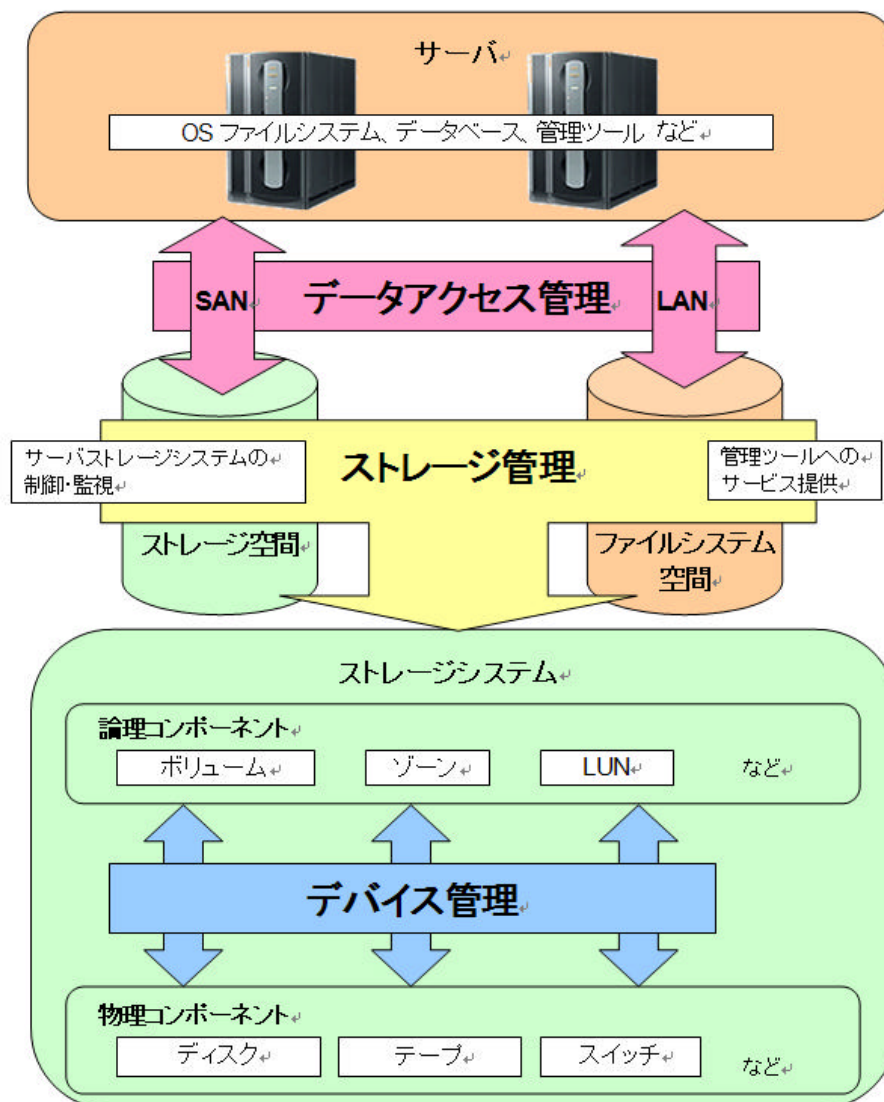 サーバ
OS ファイルシステム、データベース、管理ツール など
SAN
データアクセス管理
LAN
サーバストレージシステムの
制御・監視
ストレージ管理
管理ツールへの
サービス提供
ストレージ空間
ファイルシステム
空間
ストレージシステム
論理コンポーネント
ボリューム
ゾーン
LUN
など
デバイス管理
物理コンポーネント
ディスク
テープ
スイッチ
など